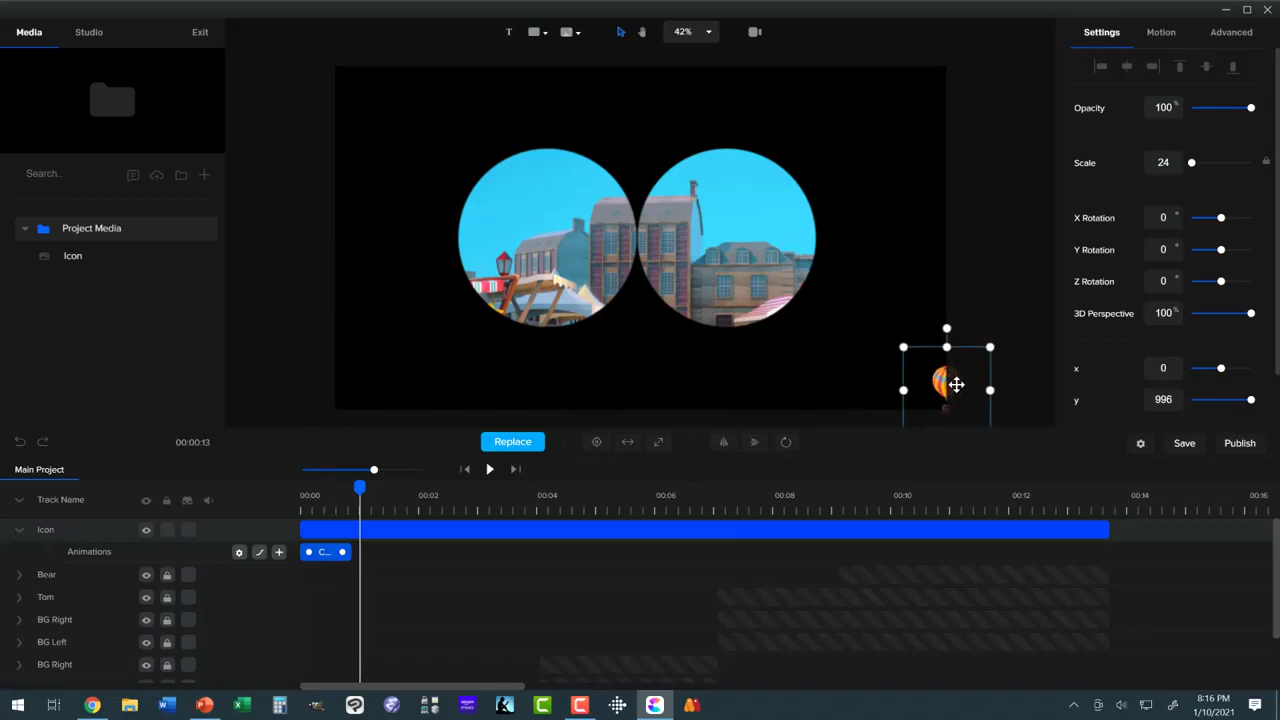 Media Studio Exit T 42% Settings Motion Advanced
Opacity 100 %
Search..
Scale 24
Project Media
X Rotation 0 °
Icon
Y Rotation 0 °
Z Rotation 0 °
3D Perspective 100 %
x 0
y 996
00:00:13 Replace Save Publish
Main Project
Track Name 00:00 00:02 00:04 00:06 00:08 00:10 00:12 00:14 00:16
Icon
Animations C...
Bear
Tom
BG Right
BG Left
BG Right
8:16 PM
1/10/2021